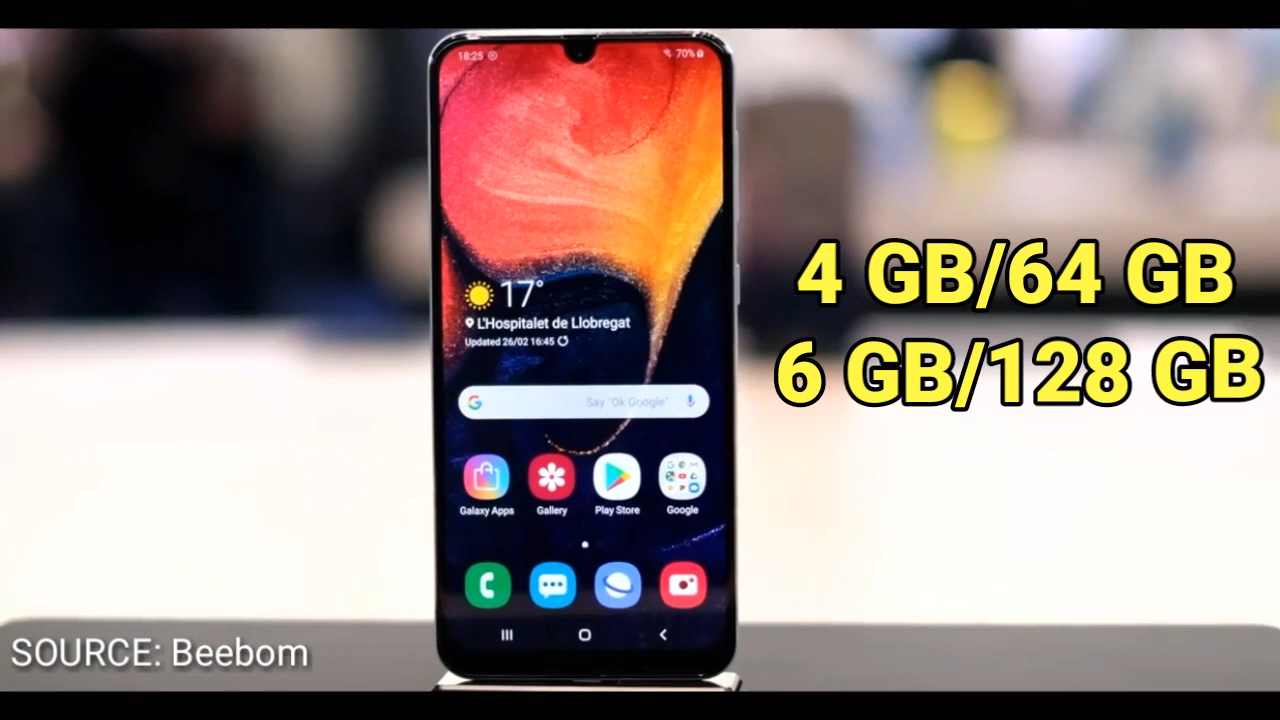 18:25
70%
17°
L'Hospitalet de Llobregat
Updated 26/02 16:45
Say "Ok Google"
Galaxy Apps
Gallery
Play Store
Google
4 GB/64 GB
6 GB/128 GB
SOURCE: Beebom